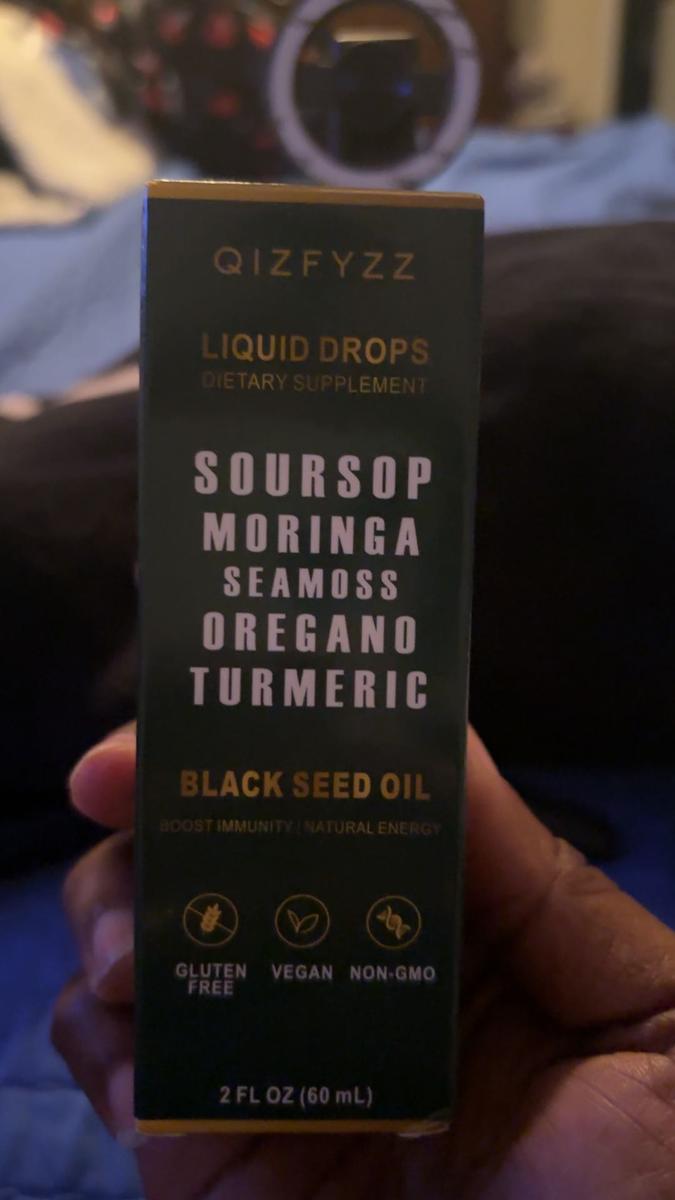 QIZFYZZ
LIQUID DROPS
DIETARY SUPPLEMENT
SOURSOP
MORINGA
SEAMOSS
OREGANO
TURMERIC
BLACK SEED OIL
BOOST IMMUNITY | NATURAL ENERGY
GLUTEN FREE
VEGAN
NON-GMO
2 FL OZ (60 mL)